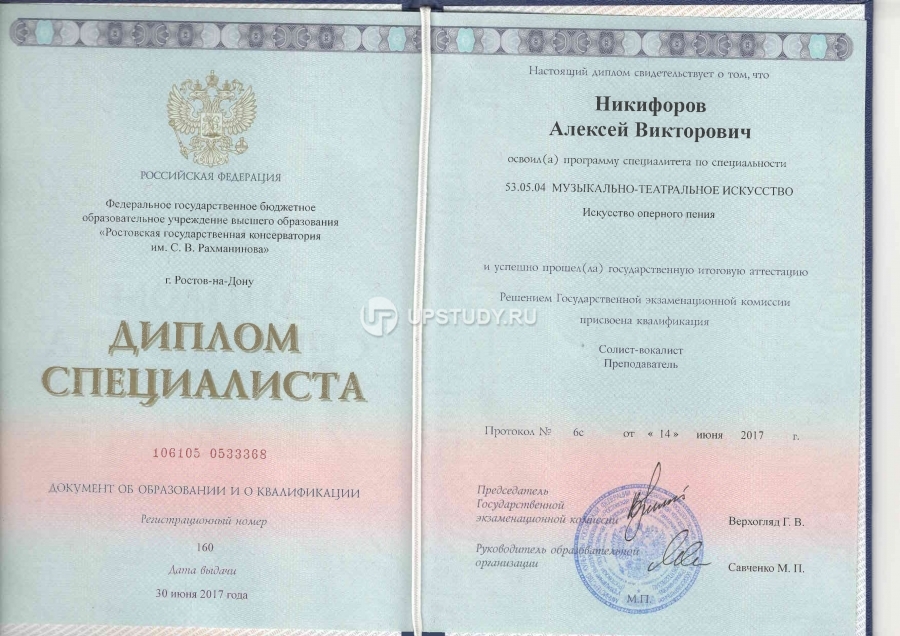 РОССИЙСКАЯ ФЕДЕРАЦИЯ
Федеральное государственное бюджетное
образовательное учреждение высшего образования
«Ростовская государственная консерватория
им. С. В. Рахманинова»
г. Ростов-на-Дону
ДИПЛОМ
СПЕЦИАЛИСТА
106105 0533368
ДОКУМЕНТ ОБ ОБРАЗОВАНИИ И О КВАЛИФИКАЦИИ
Регистрационный номер
160
Дата выдачи
30 июня 2017 года
Настоящий диплом свидетельствует о том, что
Никифоров
Алексей Викторович
освоил(а) программу специалитета по специальности
53.05.04 МУЗЫКАЛЬНО-ТЕАТРАЛЬНОЕ ИСКУССТВО
Искусство оперного пения
и успешно прошел(ла) государственную итоговую аттестацию
Решением Государственной экзаменационной комиссии
присвоена квалификация
UPSTUDY.RU
Солист-вокалист
Преподаватель
Протокол № 6с от « 14 » июня 2017 г.
Председатель
Государственной
экзаменационной комиссии Верхогляд Г. В.
Руководитель образовательной
организации Савченко М. П.
М.П.